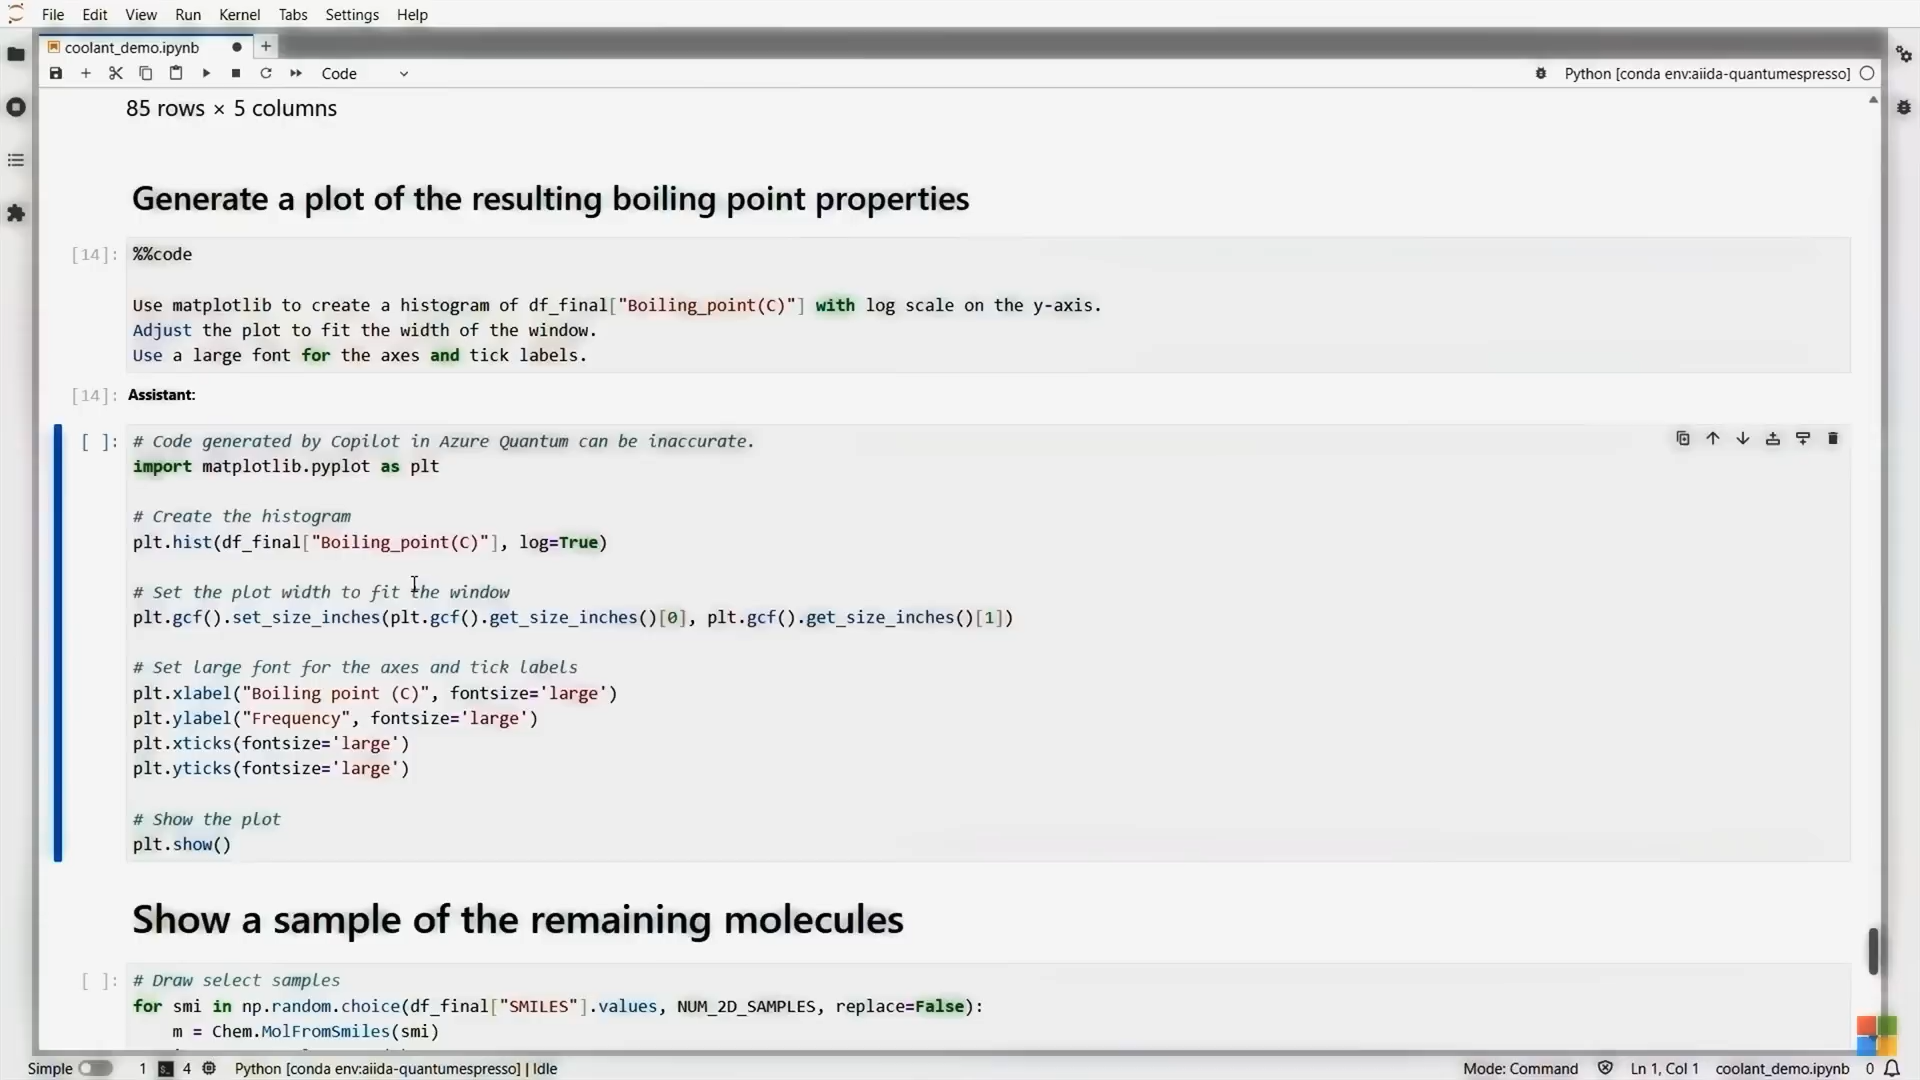 File Edit View Run Kernel Tabs Settings Help
coolant_demo.ipynb
Code
Python [conda env:aiida-quantumespresso]
85 rows × 5 columns
Generate a plot of the resulting boiling point properties
[14]: %%code
Use matplotlib to create a histogram of df_final["Boiling_point(C)"] with log scale on the y-axis.
Adjust the plot to fit the width of the window.
Use a large font for the axes and tick labels.
[14]: Assistant:
[ ]: # Code generated by Copilot in Azure Quantum can be inaccurate.
import matplotlib.pyplot as plt
# Create the histogram
plt.hist(df_final["Boiling_point(C)"], log=True)
# Set the plot width to fit the window
plt.gcf().set_size_inches(plt.gcf().get_size_inches()[0], plt.gcf().get_size_inches()[1])
# Set large font for the axes and tick labels
plt.xlabel("Boiling point (C)", fontsize='large')
plt.ylabel("Frequency", fontsize='large')
plt.xticks(fontsize='large')
plt.yticks(fontsize='large')
# Show the plot
plt.show()
Show a sample of the remaining molecules
[ ]: # Draw select samples
for smi in np.random.choice(df_final["SMILES"].values, NUM_2D_SAMPLES, replace=False):
m = Chem.MolFromSmiles(smi)
Simple 1 4 Python [conda env:aiida-quantumespresso] | Idle Mode: Command Ln 1, Col 1 coolant_demo.ipynb 0